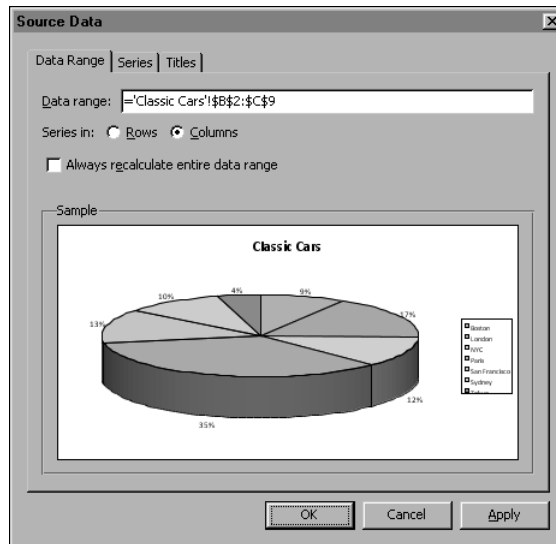 Source Data
Data Range Series Titles
Data range: ='Classic Cars'!$B$2:$C$9
Series in: Rows Columns
Always recalculate entire data range
Sample
Classic Cars
4% 9%
10%
17%
13%
Boston
London
NYC
Paris
San Francisco
Sydney
12%
35%
OK Cancel Apply